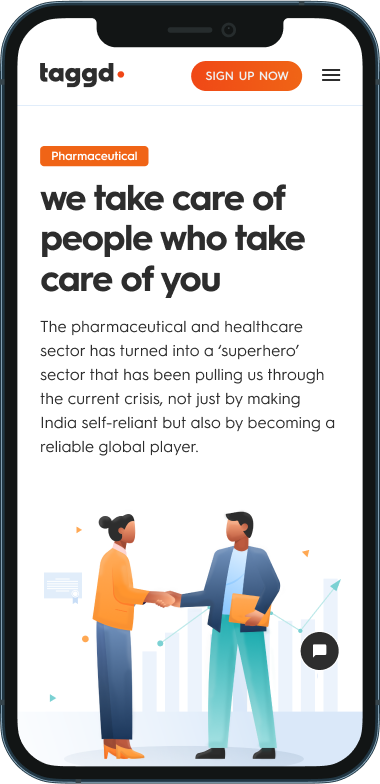 taggd
SIGN UP NOW
Pharmaceutical
we take care of
people who take
care of you
The pharmaceutical and healthcare
sector has turned into a ‘superhero’
sector that has been pulling us through
the current crisis, not just by making
India self-reliant but also by becoming a
reliable global player.